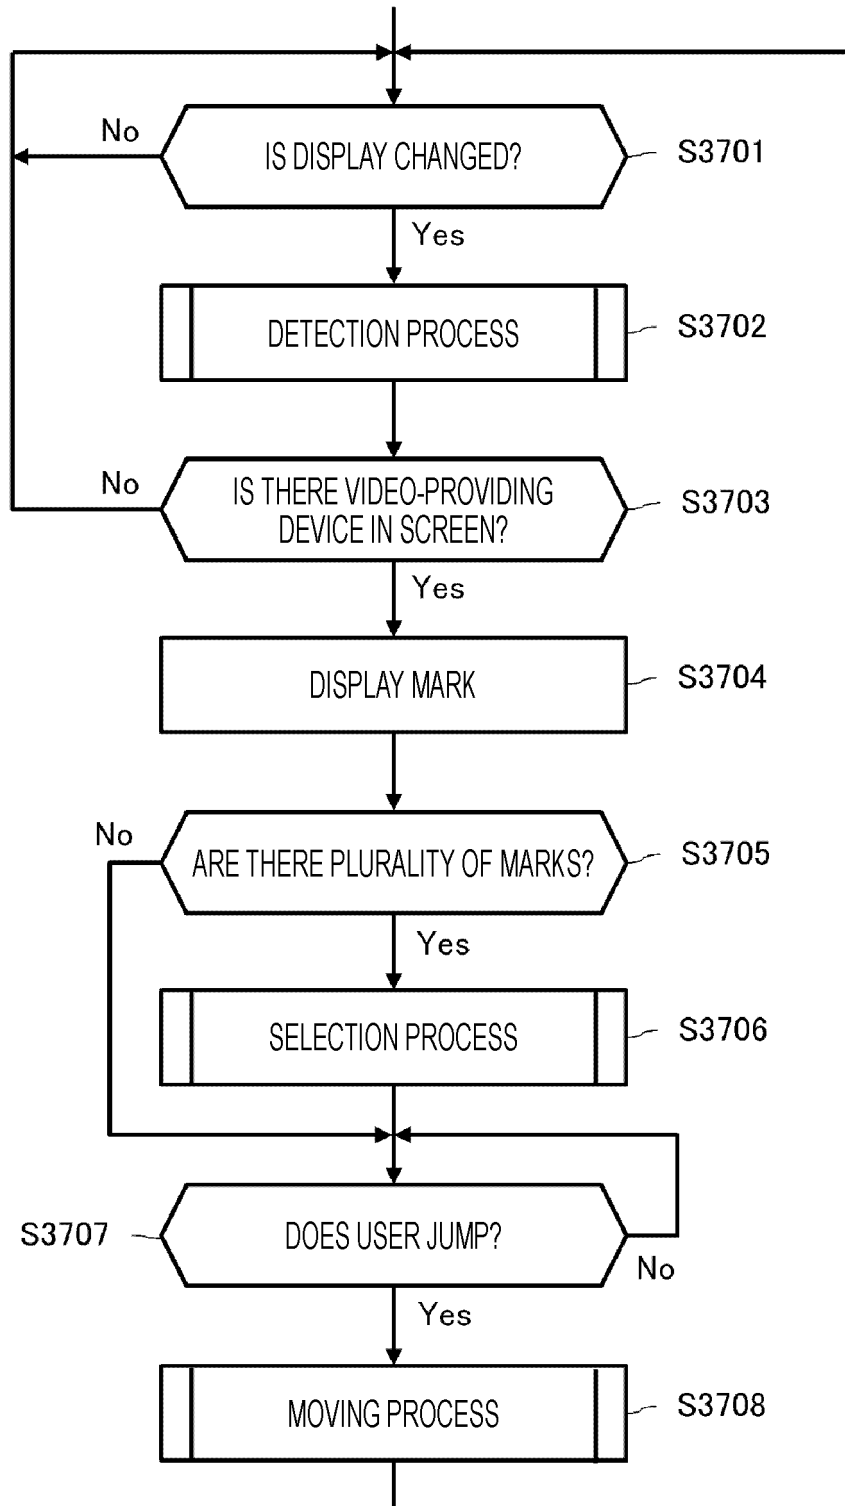 No
IS DISPLAY CHANGED?
S3701
Yes
DETECTION PROCESS
S3702
No
IS THERE VIDEO-PROVIDING
DEVICE IN SCREEN?
S3703
Yes
DISPLAY MARK
S3704
No
ARE THERE PLURALITY OF MARKS?
S3705
Yes
SELECTION PROCESS
S3706
S3707
DOES USER JUMP?
No
Yes
MOVING PROCESS
S3708